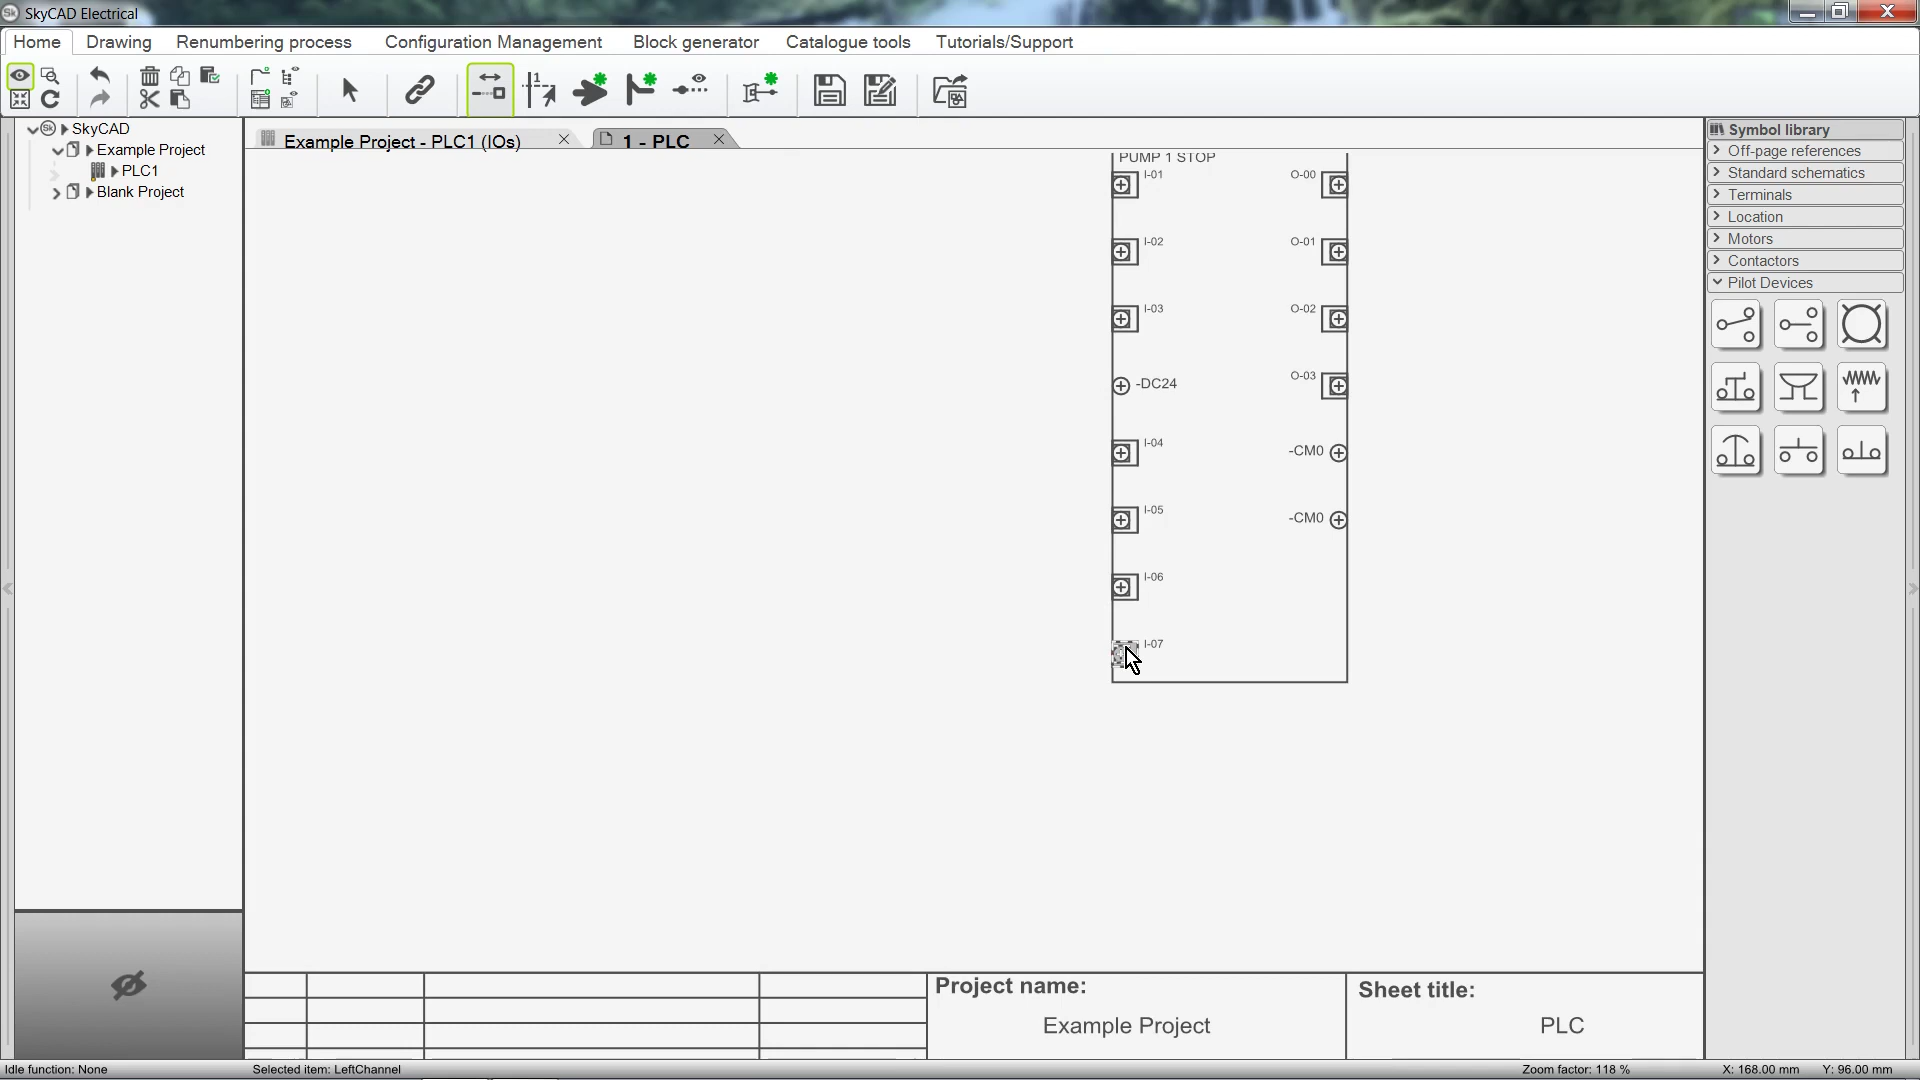 SkyCAD Electrical
Home Drawing Renumbering process Configuration Management Block generator Catalogue tools Tutorials/Support
SkyCAD
Example Project
PLC1
Blank Project
Example Project - PLC1 (IOs)
1 - PLC
PUMP 1 STOP
I-01
O-00
I-02
O-01
I-03
O-02
-DC24
O-03
I-04
-CM0
I-05
-CM0
I-06
I-07
Project name:
Example Project
Sheet title:
PLC
Symbol library
Off-page references
Standard schematics
Terminals
Location
Motors
Contactors
Pilot Devices
Idle function: None
Selected item: LeftChannel
Zoom factor: 118 %
X: 168.00 mm
Y: 96.00 mm